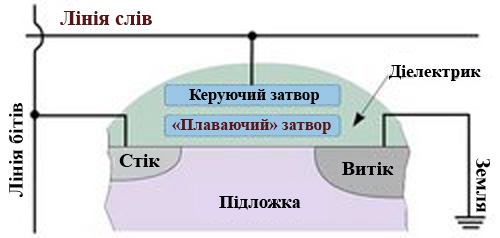 Лінія слів
Керуючий затвор
Діелектрик
«Плаваючий» затвор
Лінія бітів
Стік
Витік
Підложка
Земля